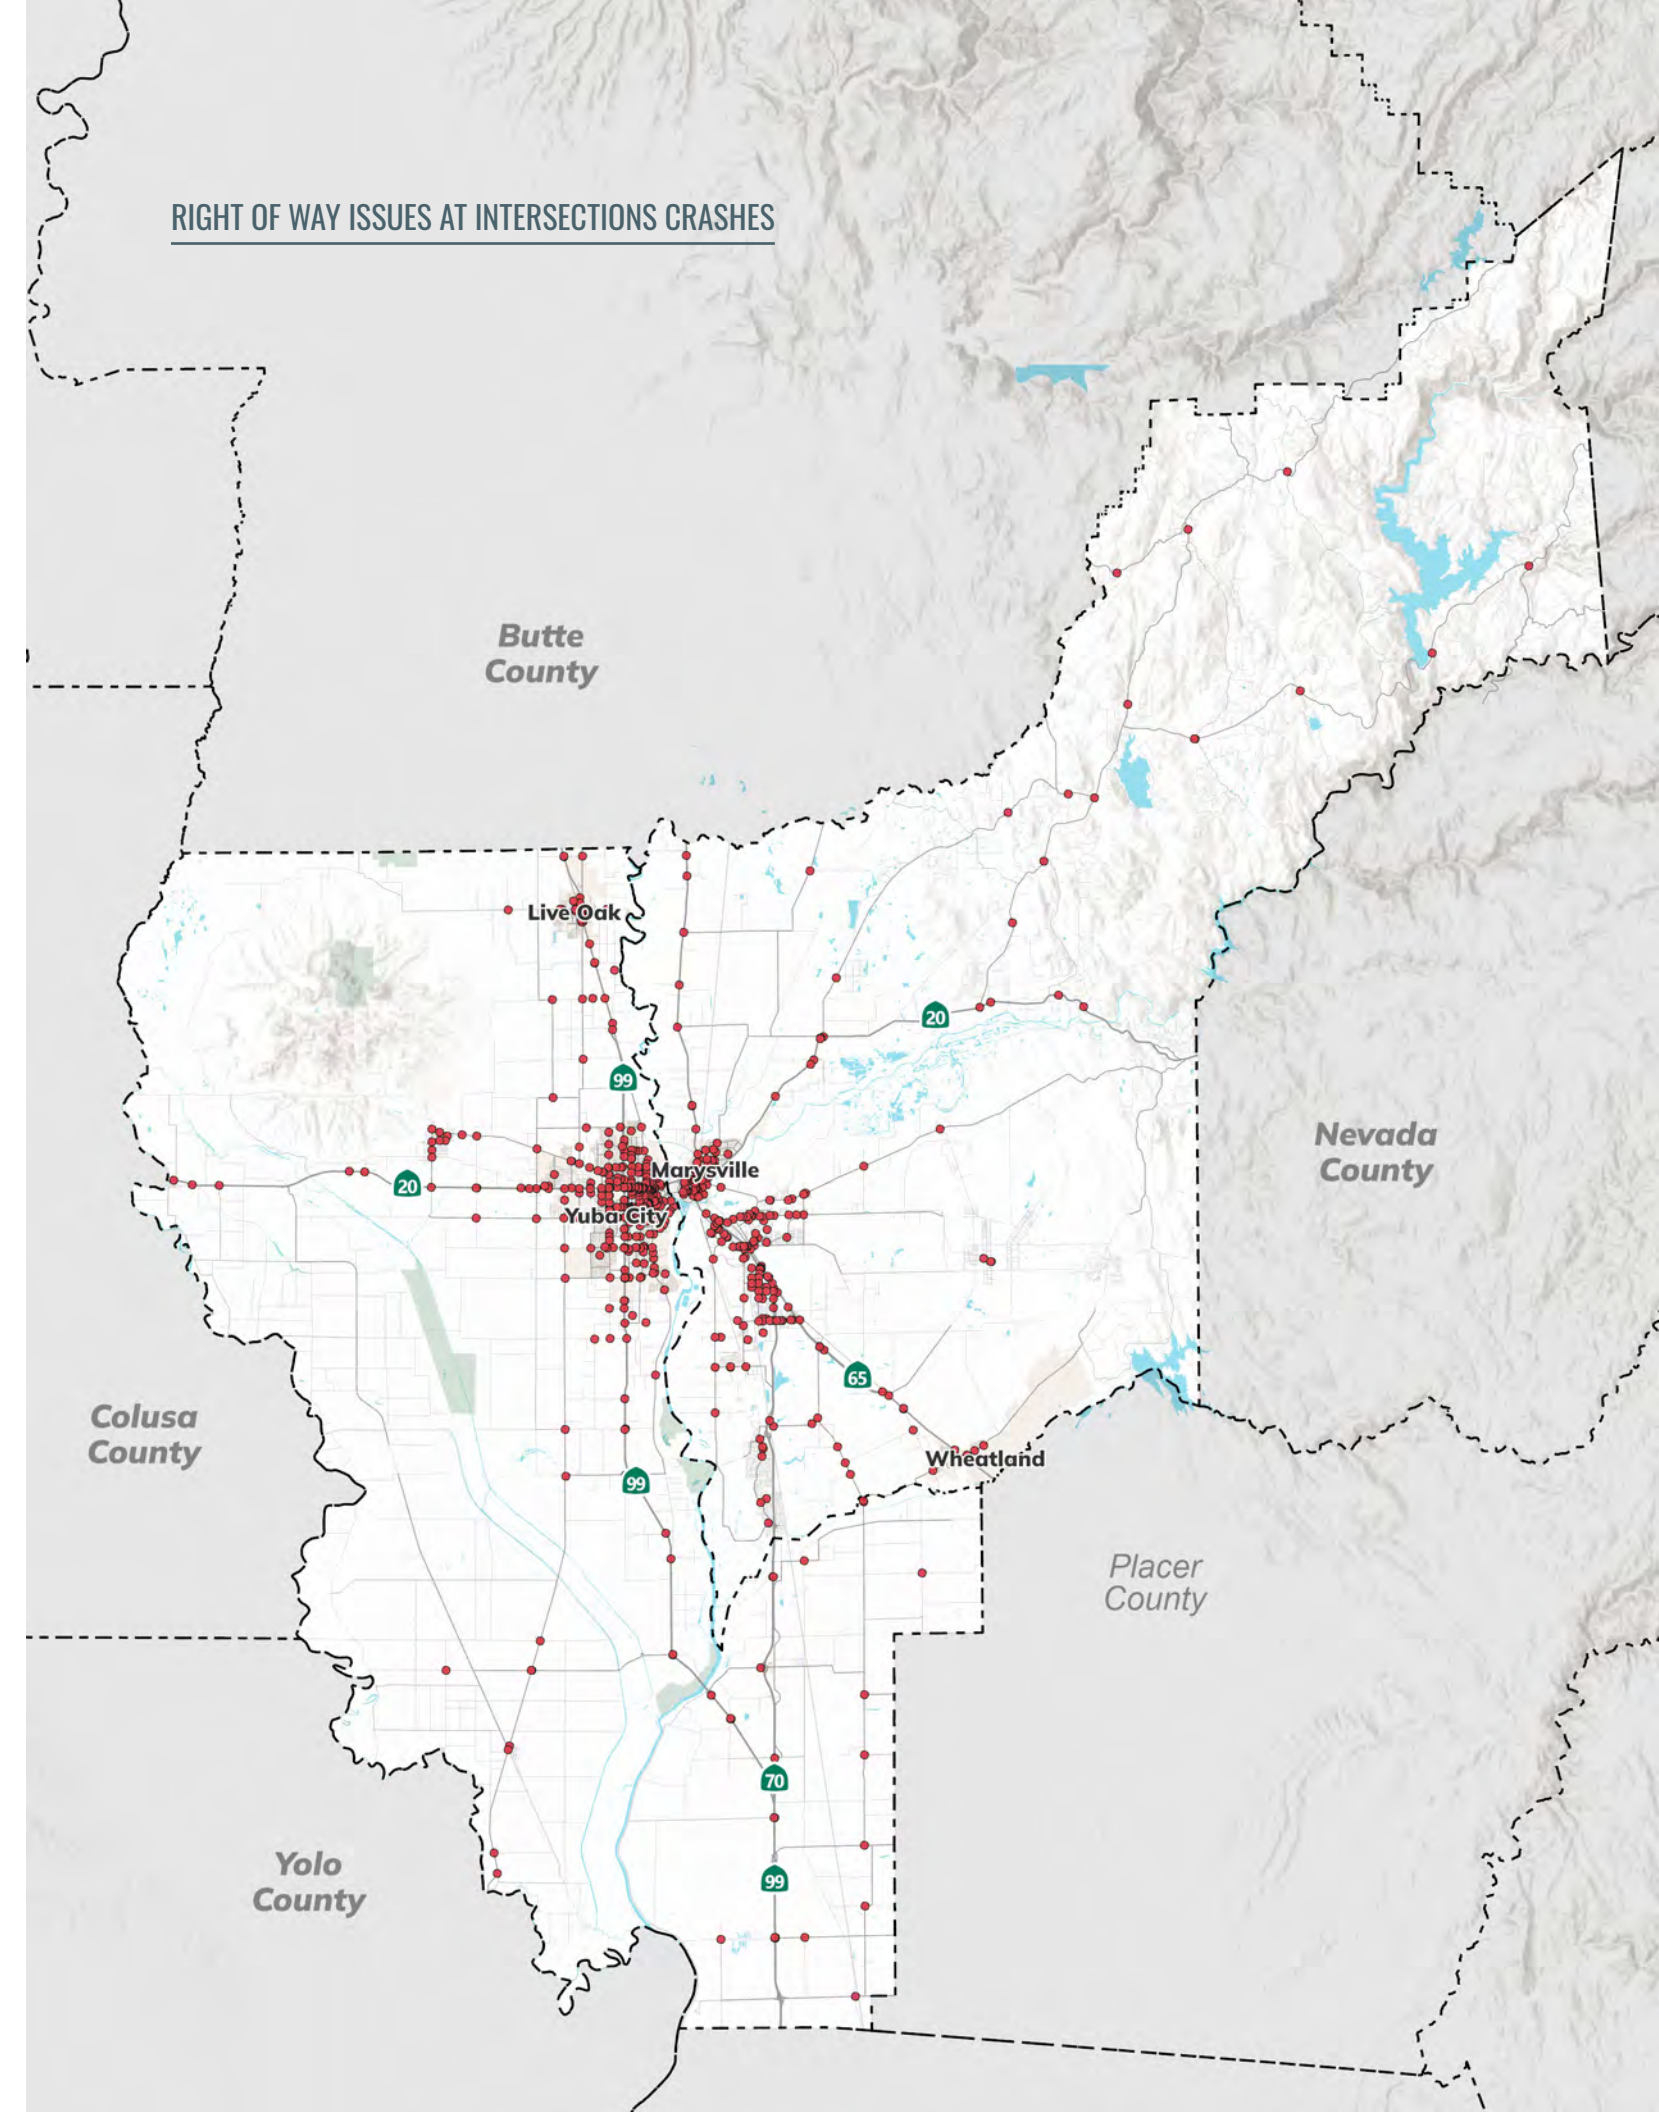 RIGHT OF WAY ISSUES AT INTERSECTIONS CRASHES
Butte
County
Live Oak
20
99
Nevada
County
Marysville
20
Yuba City
65
Colusa
County
Wheatland
99
Placer
County
70
Yolo
County
99